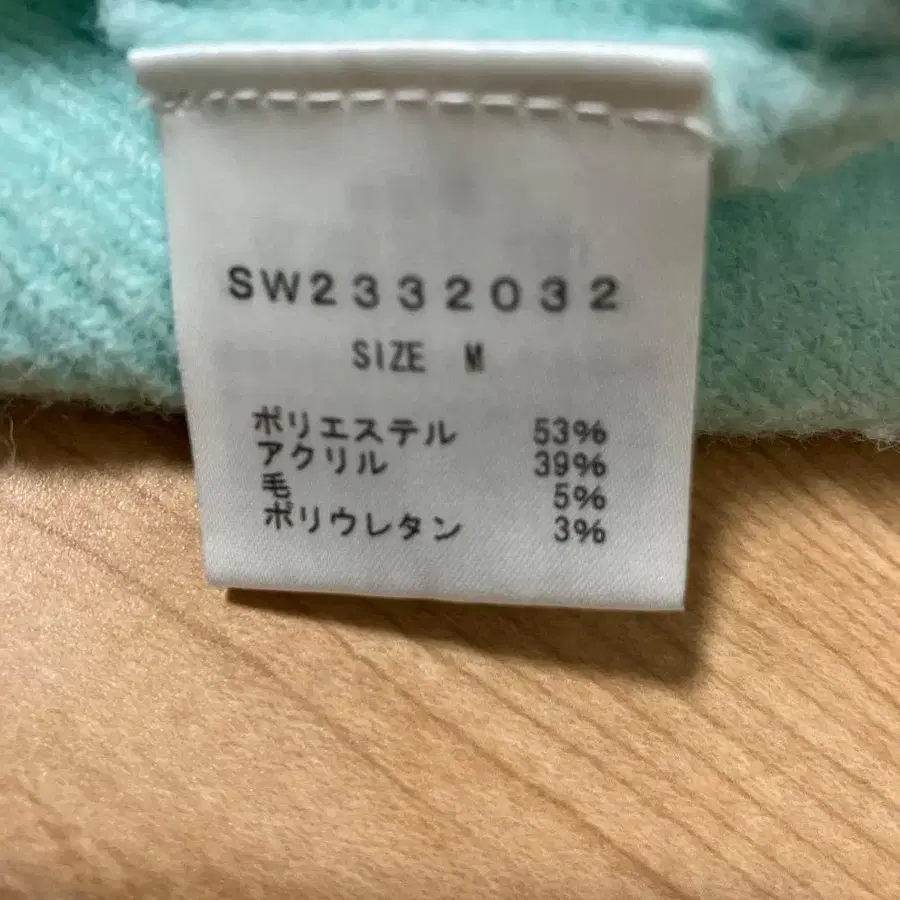 SW2332032
SIZE M
ポリエステル 53%
アクリル 39%
毛 5%
ポリウレタン 3%